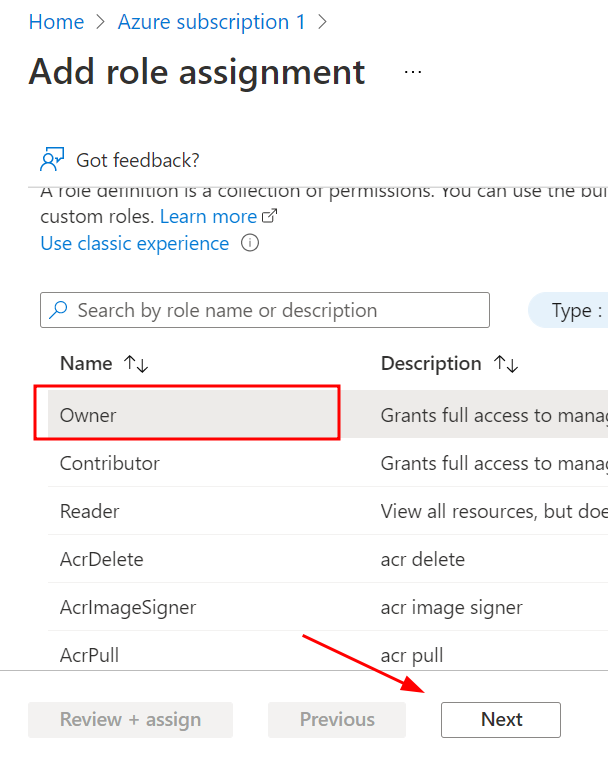 Home > Azure subscription 1 >
Add role assignment ...
Got feedback?
A role definition is a collection of permissions. You can use the bui
custom roles. Learn more
Use classic experience
Search by role name or description
Type :
Name ↑↓ Description ↑↓
Owner Grants full access to manag
Contributor Grants full access to manag
Reader View all resources, but doe
AcrDelete acr delete
AcrImageSigner acr image signer
AcrPull acr pull
Review + assign Previous Next